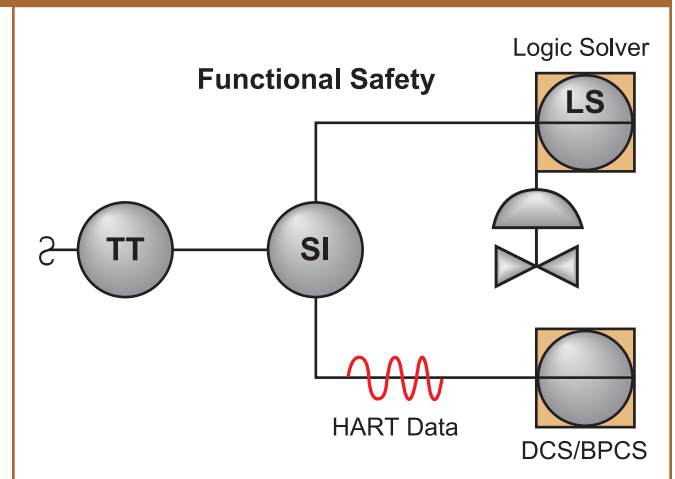 Logic Solver
Functional Safety
LS
TT
SI
HART Data
DCS/BPCS